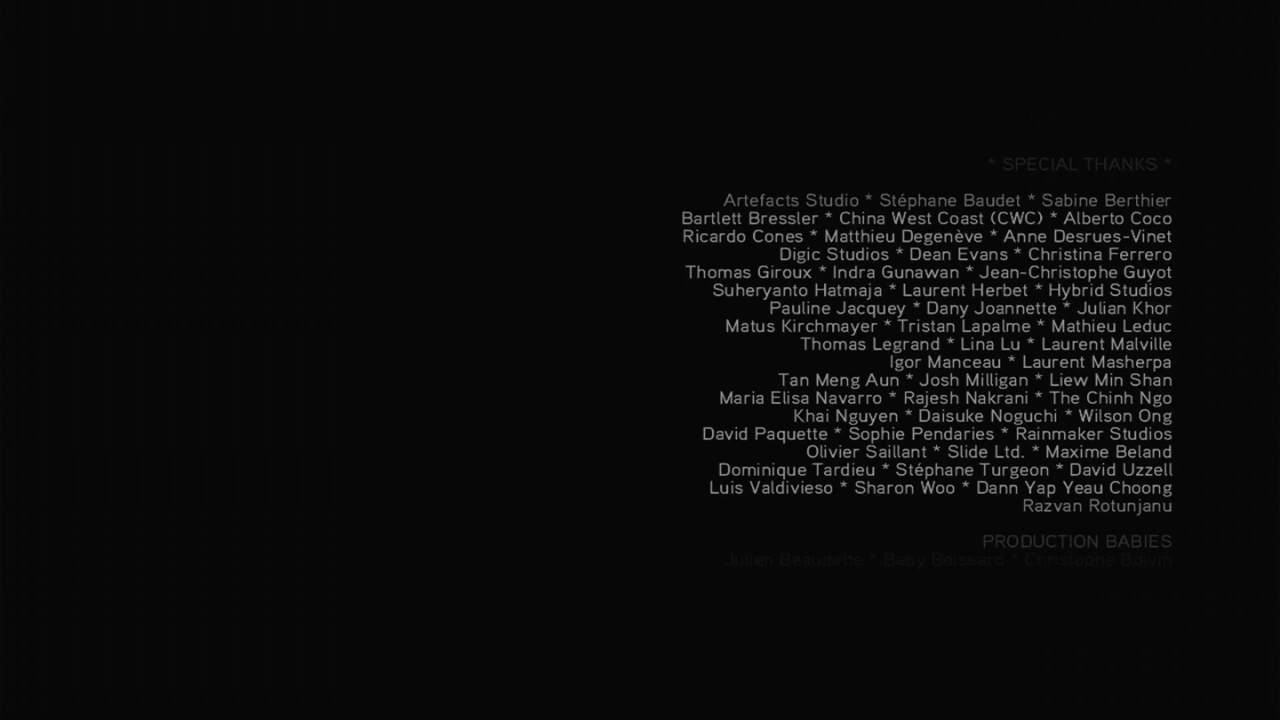 * SPECIAL THANKS *
Artefacts Studio * Stéphane Baudet * Sabine Berthier
Bartlett Bressler * China West Coast (CWC) * Alberto Coco
Ricardo Cones * Matthieu Degenève * Anne Desrues-Vinet
Digic Studios * Dean Evans * Christina Ferrero
Thomas Giroux * Indra Gunawan * Jean-Christophe Guyot
Suheryanto Hatmaja * Laurent Herbet * Hybrid Studios
Pauline Jacquey * Dany Joannette * Julian Khor
Matus Kirchmayer * Tristan Lapalme * Mathieu Leduc
Thomas Legrand * Lina Lu * Laurent Malville
Igor Manceau * Laurent Masherpa
Tan Meng Aun * Josh Milligan * Liew Min Shan
Maria Elisa Navarro * Rajesh Nakrani * The Chinh Ngo
Khai Nguyen * Daisuke Noguchi * Wilson Ong
David Paquette * Sophie Pendaries * Rainmaker Studios
Olivier Saillant * Slide Ltd. * Maxime Beland
Dominique Tardieu * Stéphane Turgeon * David Uzzell
Luis Valdivieso * Sharon Woo * Dann Yap Yeau Choong
Razvan Rotunjanu
PRODUCTION BABIES
Julien Beaudette * Baby Boissard * Christophe Boivin